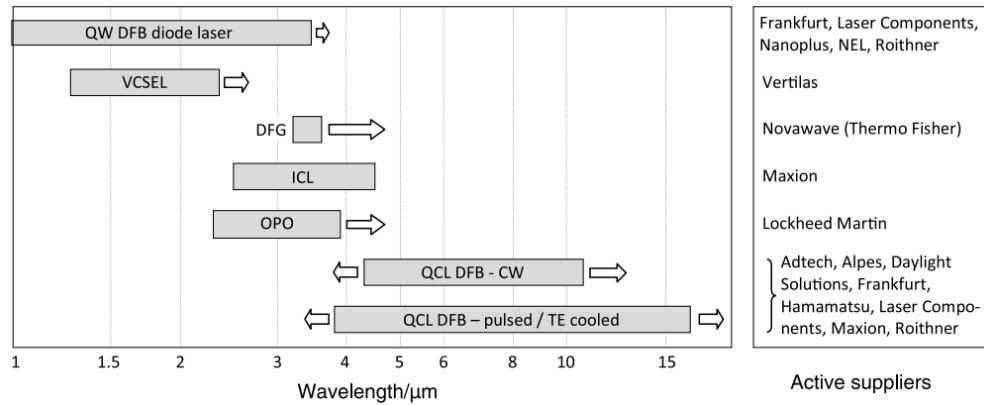 QW DFB diode laser
Frankfurt, Laser Components,
Nanoplus, NEL, Roithner
VCSEL
Vertilas
DFG
Novawave (Thermo Fisher)
ICL
Maxion
OPO
Lockheed Martin
QCL DFB - CW
QCL DFB – pulsed / TE cooled
Adtech, Alpes, Daylight
Solutions, Frankfurt,
Hamamatsu, Laser Compo-
nents, Maxion, Roithner
1 1.5 2 3 4 5 6 8 10 15
Wavelength/μm
Active suppliers